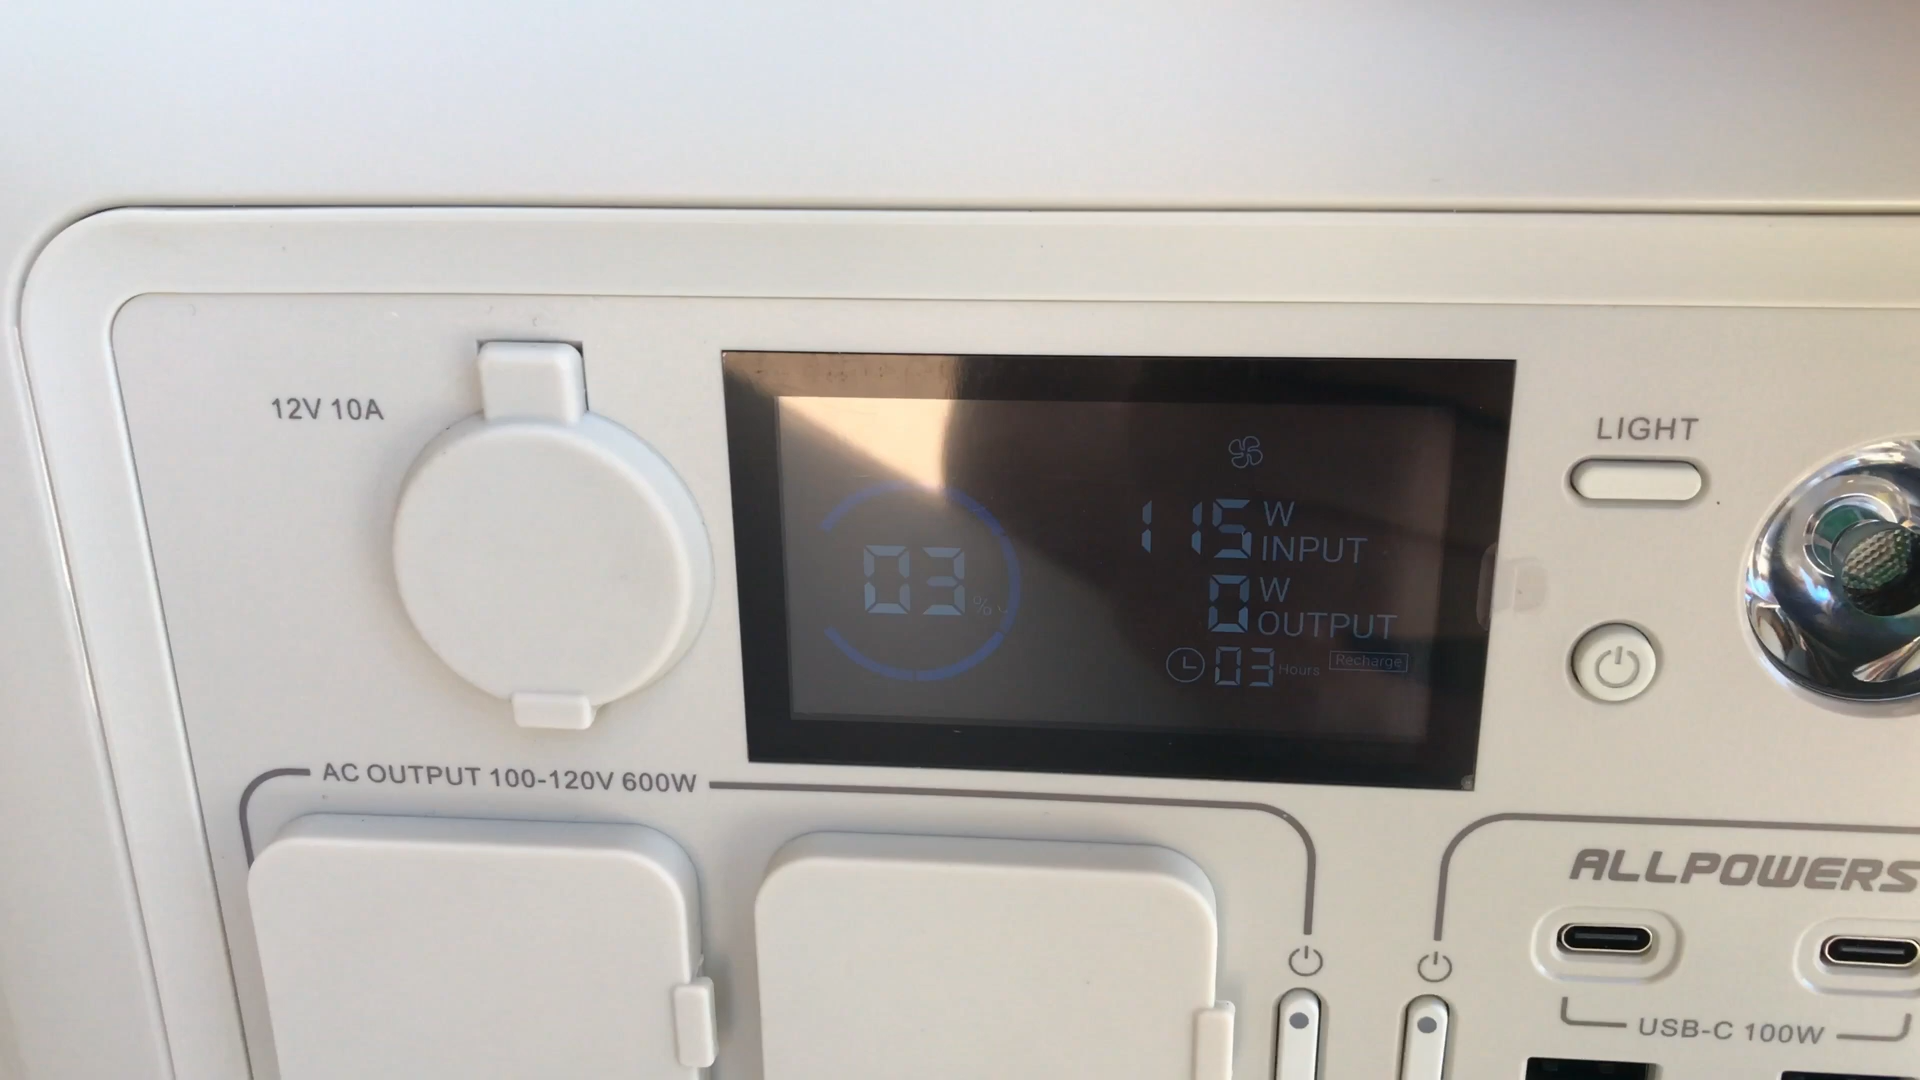 12V 10A
03%
115 W
INPUT
0 W
OUTPUT
03 Hours Recharge
LIGHT
AC OUTPUT 100-120V 600W
ALLPOWERS
USB-C 100W